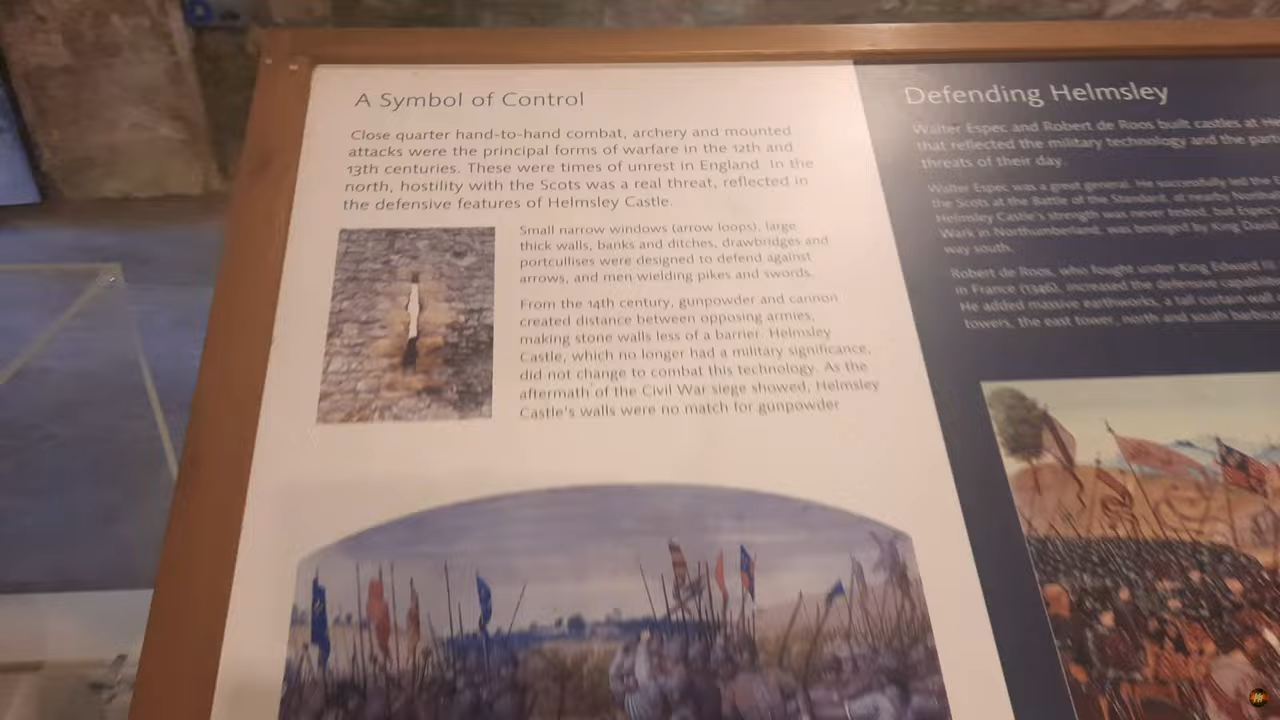 A Symbol of Control
Close quarter hand-to-hand combat, archery and mounted
attacks were the principal forms of warfare in the 12th and
13th centuries. These were times of unrest in England. In the
north, hostility with the Scots was a real threat, reflected in
the defensive features of Helmsley Castle.
Small narrow windows (arrow loops), large
thick walls, banks and ditches, drawbridges and
portcullises were designed to defend against
arrows, and men wielding pikes and swords.
From the 14th century, gunpowder and cannon
created distance between opposing armies,
making stone walls less of a barrier. Helmsley
Castle, which no longer had a military significance,
did not change to combat this technology. As the
aftermath of the Civil War siege showed, Helmsley
Castle's walls were no match for gunpowder
Defending Helmsley
Walter Espec and Robert de Roos built castles at
that reflected the military technology and the
threats of their day.
Walter Espec was a great general. He successfully led the
the Scots at the Battle of the Standard, at nearby
Helmsley Castle's strength was never tested, but Espec's
Wark in Northumberland, was besieged by King
way south.
Robert de Roos, who fought under King Edward III
in France (1346), increased the defensive
He added massive earthworks, a tall curtain wall
towers, the east tower, north and south